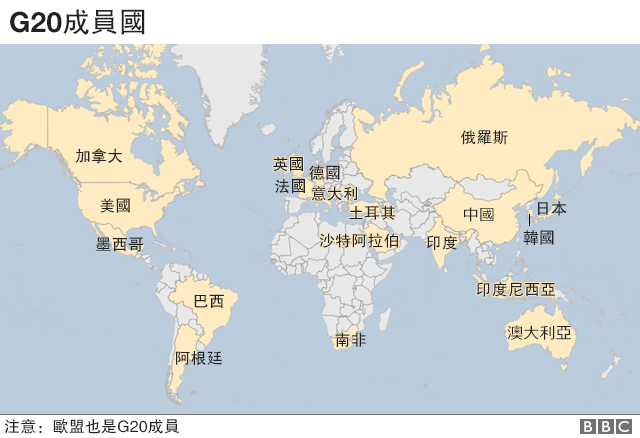 G20成員國
加拿大
美國
墨西哥
巴西
阿根廷
英國
法國
德國
意大利
土耳其
沙特阿拉伯
南非
俄羅斯
中國
印度
日本
韓國
印度尼西亞
澳大利亞
注意：歐盟也是G20成員
BBC